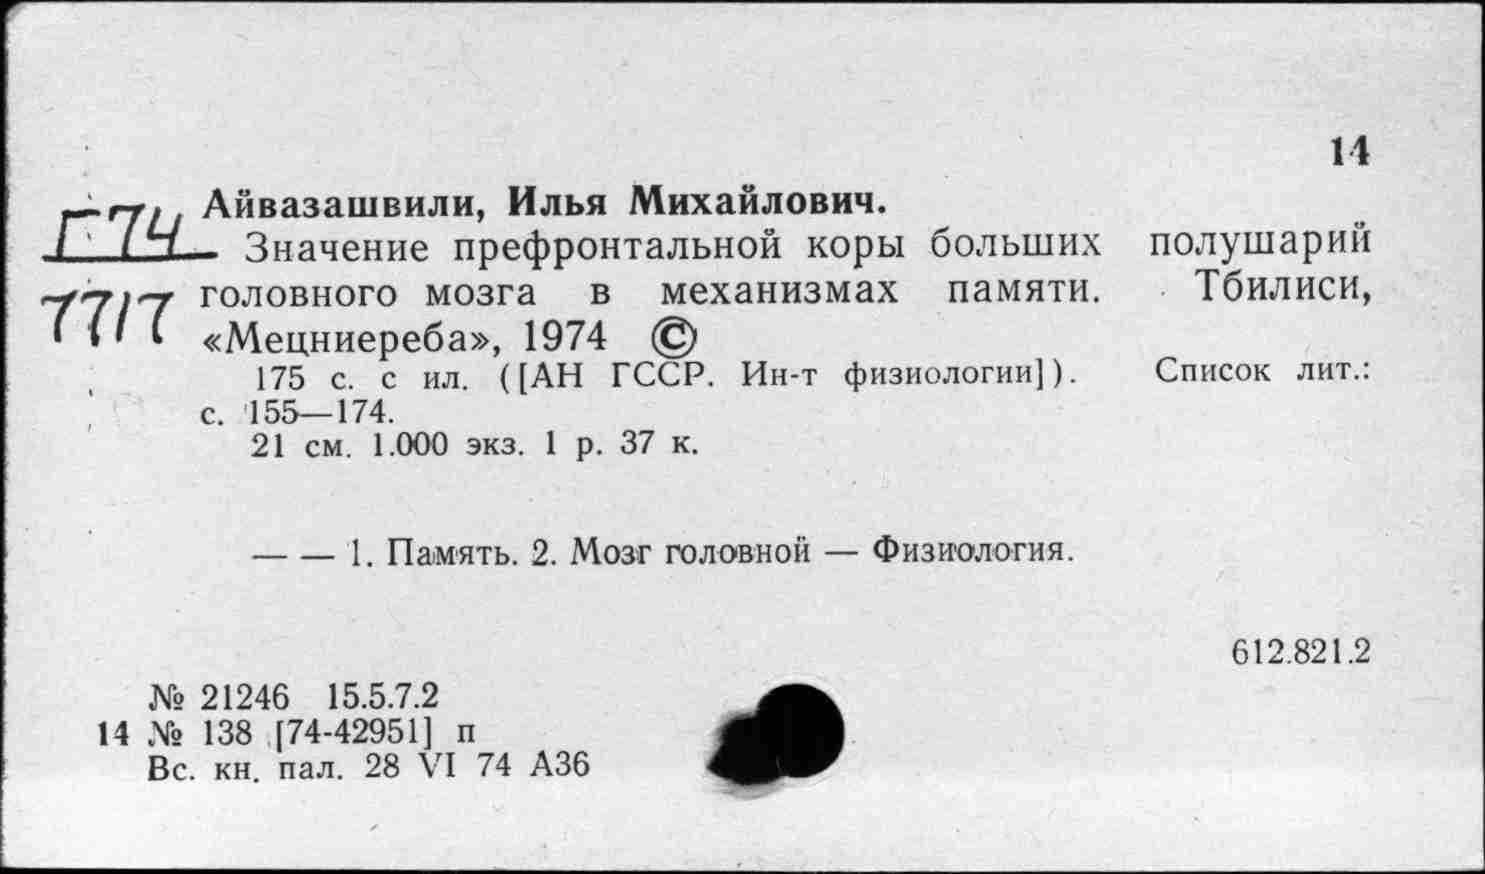 14
Айвазашвили, Илья Михайлович.
Г74 Значение префронтальной коры больших полушарий
7717 головного мозга в механизмах памяти. Тбилиси,
«Мецниереба», 1974 ©
175 с. с ил. ([АН ГССР. Ин-т физиологии]). Список лит.:
с. 155—174.
21 см. 1.000 экз. 1 р. 37 к.
— — 1. Память. 2. Мозг головной — Физиология.
612.821.2
№ 21246 15.5.7.2
14 № 138 [74-42951] п
Вс. кн. пал. 28 VI 74 А36